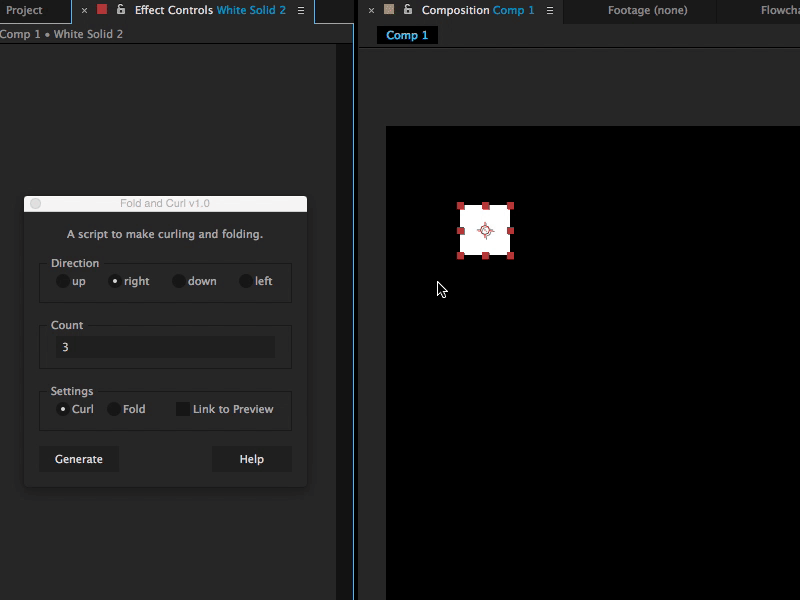 Project
× Effect Controls White Solid 2
× Composition Comp 1
Footage (none)
Flowcha
Comp 1 • White Solid 2
Comp 1
Fold and Curl v1.0
A script to make curling and folding.
Direction
up right down left
Count
3
Settings
Curl Fold Link to Preview
Generate Help